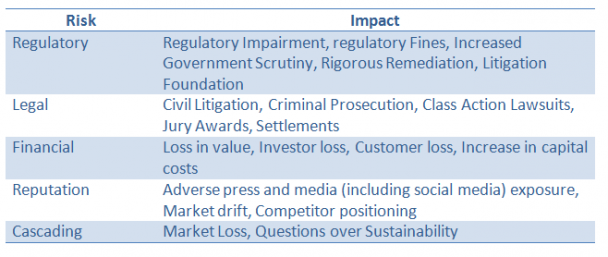 Risk Impact
Regulatory Regulatory Impairment, regulatory Fines, Increased
Government Scrutiny, Rigorous Remediation, Litigation
Foundation
Legal Civil Litigation, Criminal Prosecution, Class Action Lawsuits,
Jury Awards, Settlements
Financial Loss in value, Investor loss, Customer loss, Increase in capital
costs
Reputation Adverse press and media (including social media) exposure,
Market drift, Competitor positioning
Cascading Market Loss, Questions over Sustainability